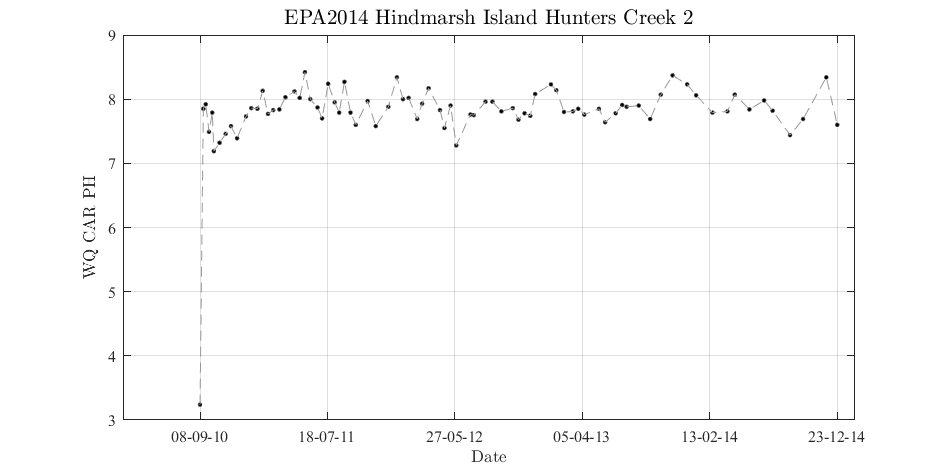 EPA2014 Hindmarsh Island Hunters Creek 2
9
8
7
6
5
4
3
WQ CAR PH
08-09-10 18-07-11 27-05-12 05-04-13 13-02-14 23-12-14
Date